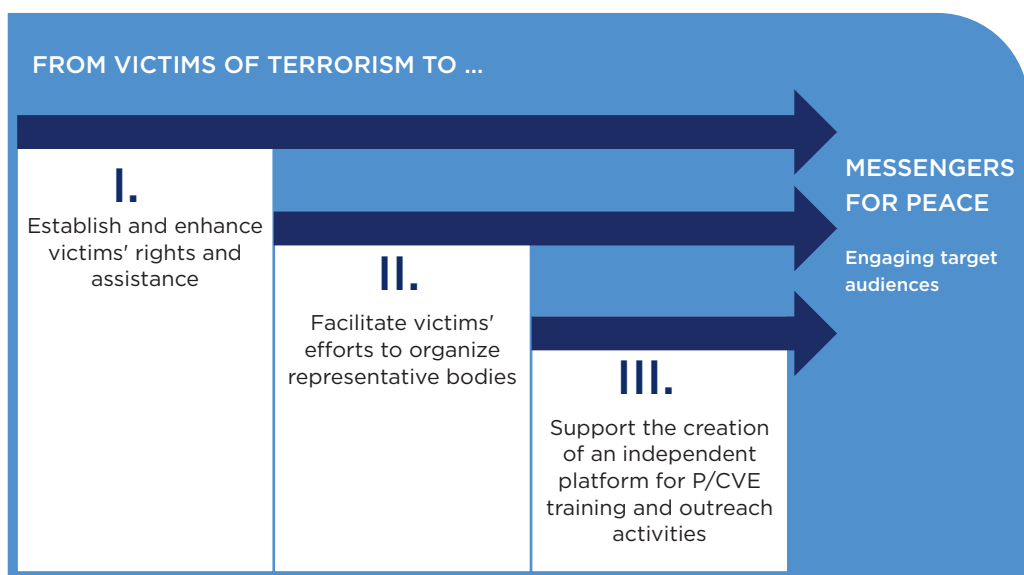 FROM VICTIMS OF TERRORISM TO ...
I.
Establish and enhance
victims' rights and
assistance
II.
Facilitate victims'
efforts to organize
representative bodies
III.
Support the creation
of an independent
platform for P/CVE
training and outreach
activities
MESSENGERS
FOR PEACE
Engaging target
audiences